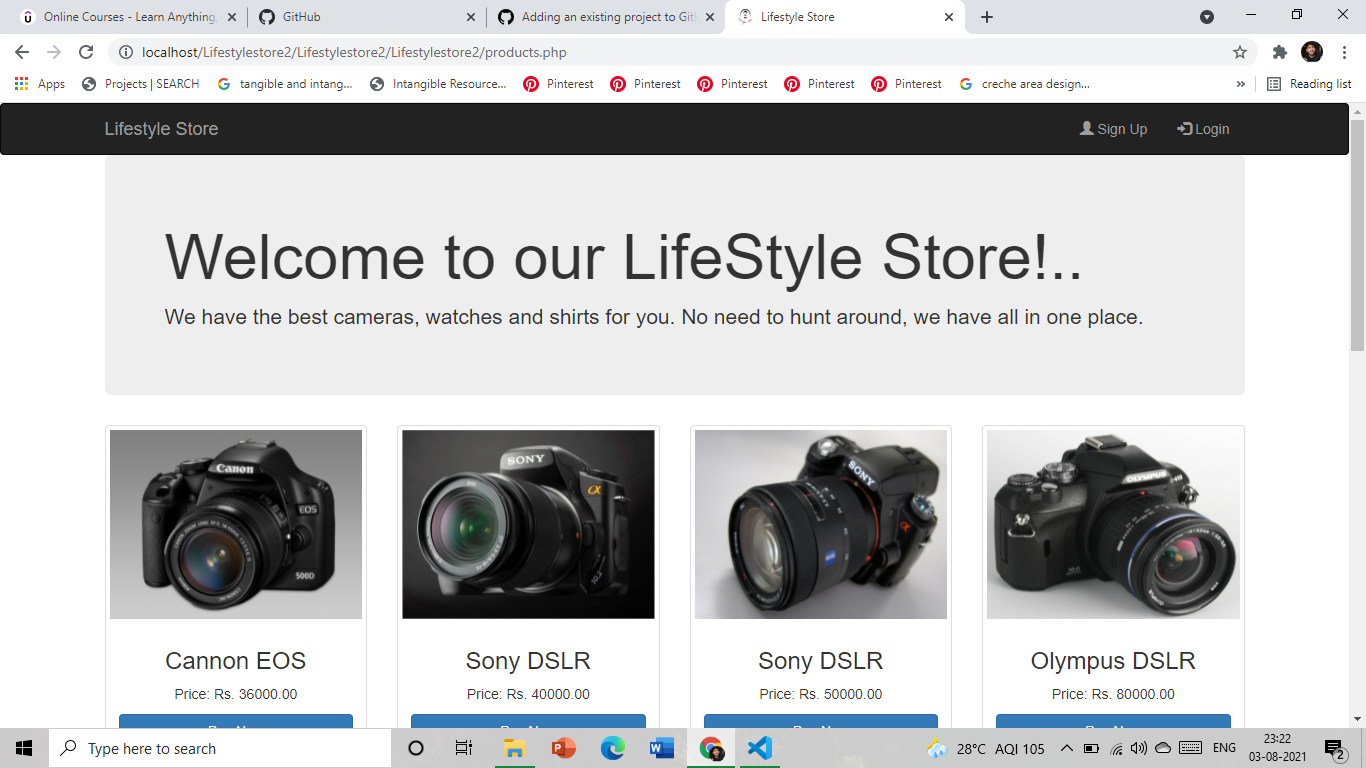 Online Courses - Learn Anything,
GitHub
Adding an existing project to Git
Lifestyle Store
localhost/Lifestylestore2/Lifestylestore2/Lifestylestore2/products.php
Apps
Projects | SEARCH
tangible and intang...
Intangible Resource...
Pinterest
Pinterest
Pinterest
Pinterest
Pinterest
creche area design...
»
Reading list
Lifestyle Store
Sign Up
Login
Welcome to our LifeStyle Store!..
We have the best cameras, watches and shirts for you. No need to hunt around, we have all in one place.
Canon
EOS
500D
SONY
α
10.2
SONY
α
OLYMPUS
Cannon EOS
Price: Rs. 36000.00
Sony DSLR
Price: Rs. 40000.00
Sony DSLR
Price: Rs. 50000.00
Olympus DSLR
Price: Rs. 80000.00
Type here to search
28°C AQI 105
ENG
23:22
03-08-2021
2